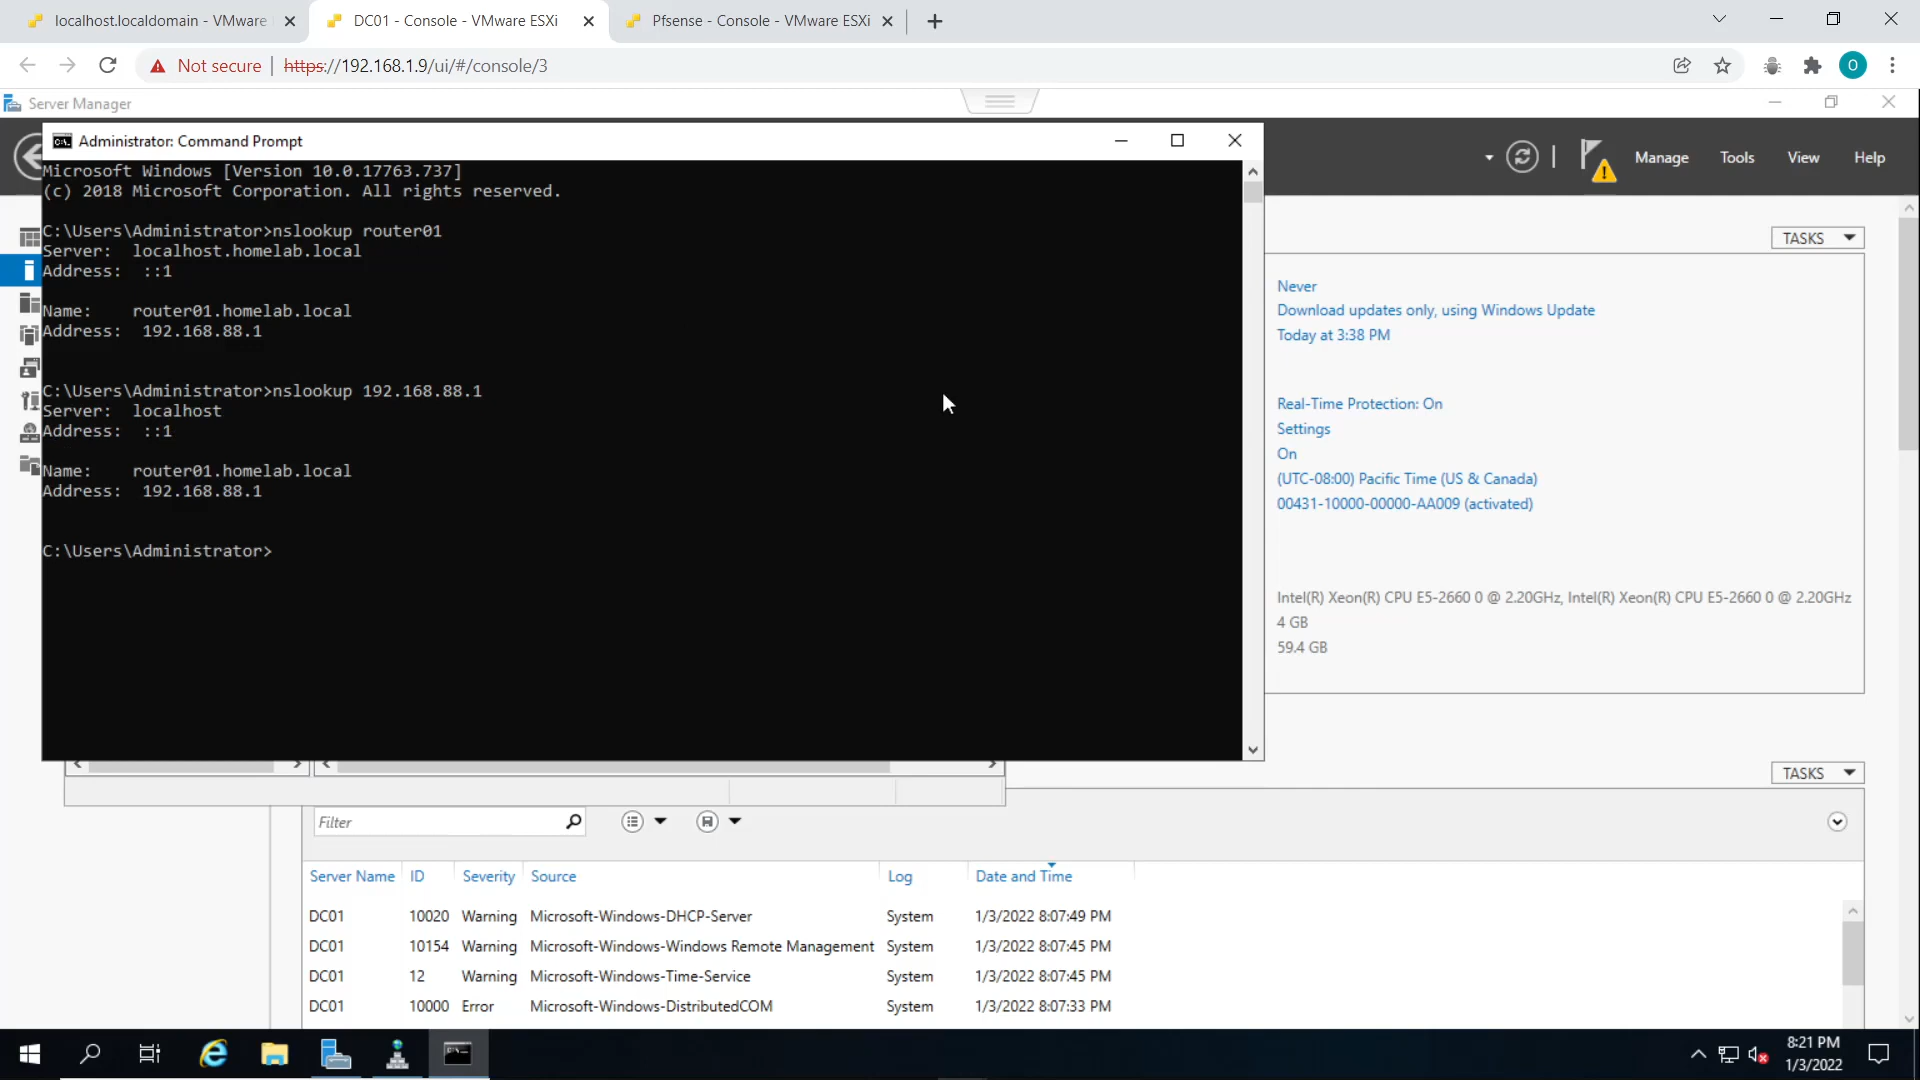 localhost.localdomain - VMware
DC01 - Console - VMware ESXi
Pfsense - Console - VMware ESXi
Not secure
https://192.168.1.9/ui/#/console/3
O
Server Manager
Administrator: Command Prompt
Manage
Tools
View
Help
Microsoft Windows [Version 10.0.17763.737]
(c) 2018 Microsoft Corporation. All rights reserved.
C:\Users\Administrator>nslookup router01
Server:  localhost.homelab.local
Address:  ::1
Name:    router01.homelab.local
Address:  192.168.88.1
C:\Users\Administrator>nslookup 192.168.88.1
Server:  localhost
Address:  ::1
Name:    router01.homelab.local
Address:  192.168.88.1
C:\Users\Administrator>
TASKS
Never
Download updates only, using Windows Update
Today at 3:38 PM
Real-Time Protection: On
Settings
On
(UTC-08:00) Pacific Time (US & Canada)
00431-10000-00000-AA009 (activated)
Intel(R) Xeon(R) CPU E5-2660 0 @ 2.20GHz, Intel(R) Xeon(R) CPU E5-2660 0 @ 2.20GHz
4 GB
59.4 GB
TASKS
Filter
Server Name ID Severity Source Log Date and Time
DC01 10020 Warning Microsoft-Windows-DHCP-Server System 1/3/2022 8:07:49 PM
DC01 10154 Warning Microsoft-Windows-Windows Remote Management System 1/3/2022 8:07:45 PM
DC01 12 Warning Microsoft-Windows-Time-Service System 1/3/2022 8:07:45 PM
DC01 10000 Error Microsoft-Windows-DistributedCOM System 1/3/2022 8:07:33 PM
8:21 PM
1/3/2022